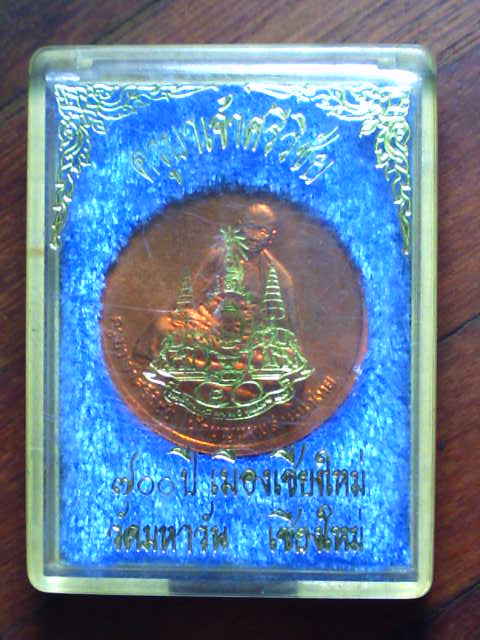 ครูบาเจ้าศรีวิชัย
๗๐๐ ปี เมืองเชียงใหม่
วัดมหาวัน เชียงใหม่